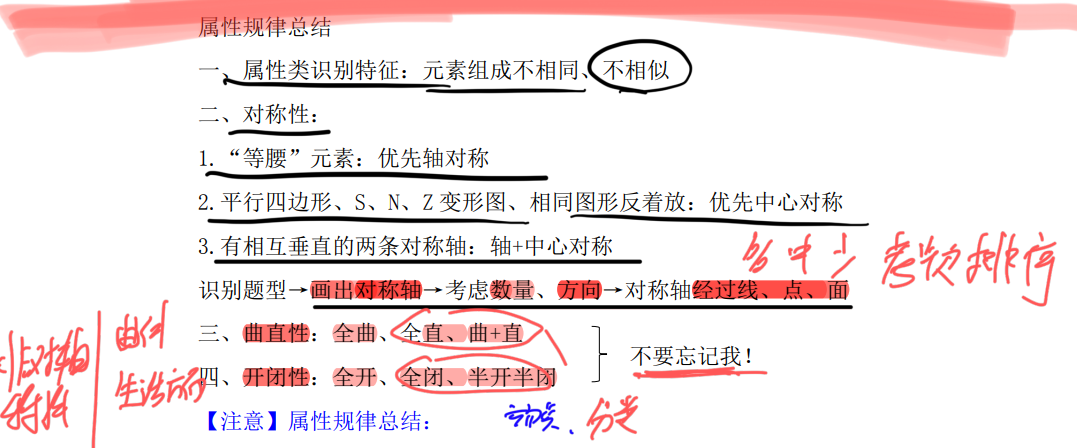 属性规律总结
一、属性类识别特征：元素组成不相同、不相似
二、对称性：
1.“等腰”元素：优先轴对称
2.平行四边形、S、N、Z变形图、相同图形反着放：优先中心对称
3.有相互垂直的两条对称轴：轴+中心对称
考频排序
识别题型→画出对称轴→考虑数量、方向→对称轴经过线、点、面
三、曲直性：全曲、全直、曲+直
四、开闭性：全开、全闭、半开半闭
不要忘记我！
【注意】属性规律总结：
分类